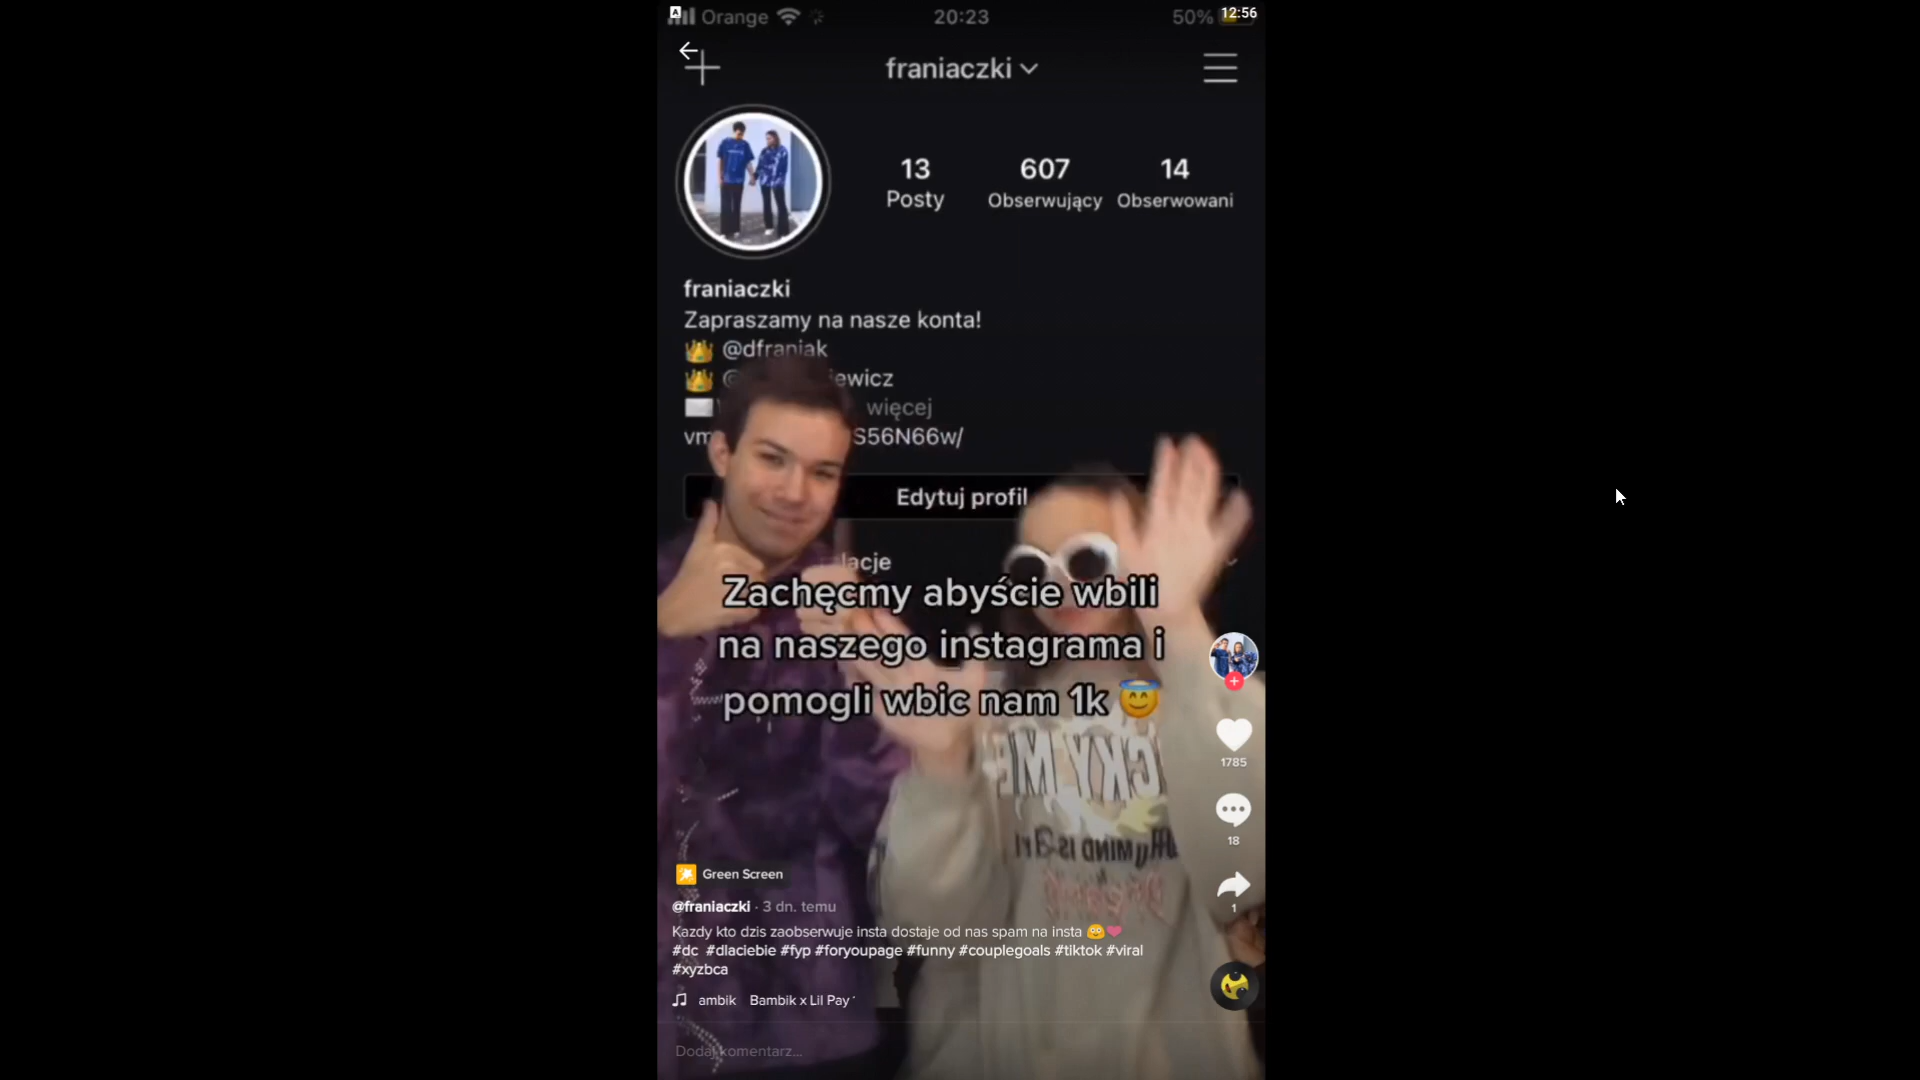 Orange
20:23
50%
12:56
franiaczki
13
607
14
Posty
Obserwujący
Obserwowani
franiaczki
Zapraszamy na nasze konta!
@dfraniak
ewicz
więcej
S56N66w/
Edytuj profil
Zachęcmy abyście wbili
na naszego instagrama i
pomogli wbic nam 1k 😇
1785
18
1
Green Screen
@franiaczki · 3 dn. temu
Kazdy kto dzis zaobserwuje insta dostaje od nas spam na insta
#dc #dlaciebie #fyp #foryoupage #funny #couplegoals #tiktok #viral
#xyzbca
ambik Bambik x Lil Pay
Dodaj komentarz...